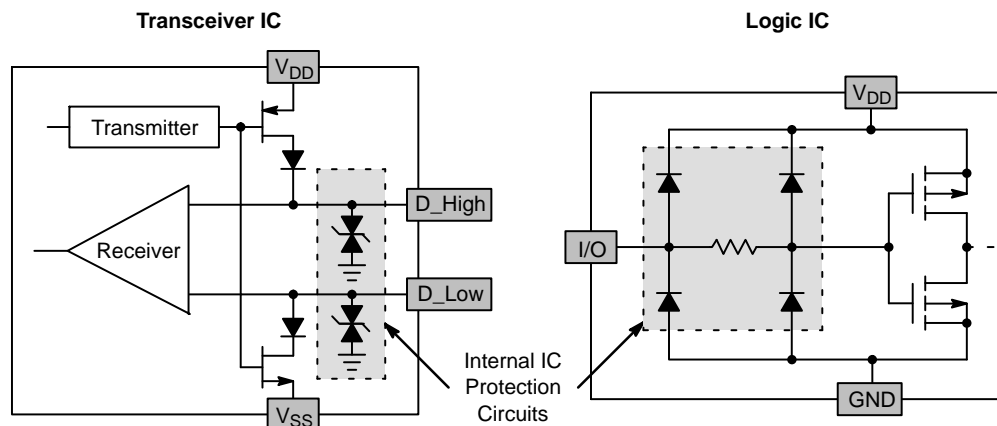 Transceiver IC
Logic IC
VDD
Transmitter
D_High
Receiver
D_Low
VSS
Internal IC
Protection
Circuits
VDD
I/O
GND